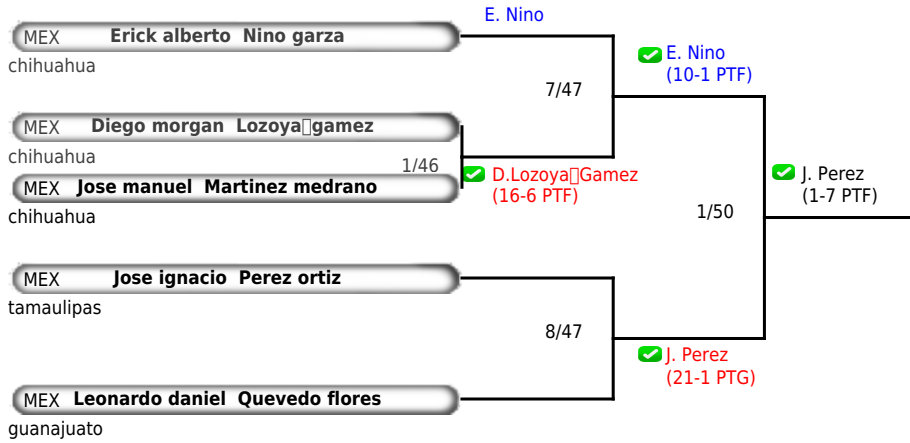 E. Nino
MEX Erick alberto Nino garza
chihuahua
E. Nino
(10-1 PTF)
7/47
MEX Diego morgan Lozoya▯gamez
chihuahua
1/46
D.Lozoya▯Gamez
(16-6 PTF)
MEX Jose manuel Martinez medrano
chihuahua
J. Perez
(1-7 PTF)
1/50
MEX Jose ignacio Perez ortiz
tamaulipas
8/47
J. Perez
(21-1 PTG)
MEX Leonardo daniel Quevedo flores
guanajuato